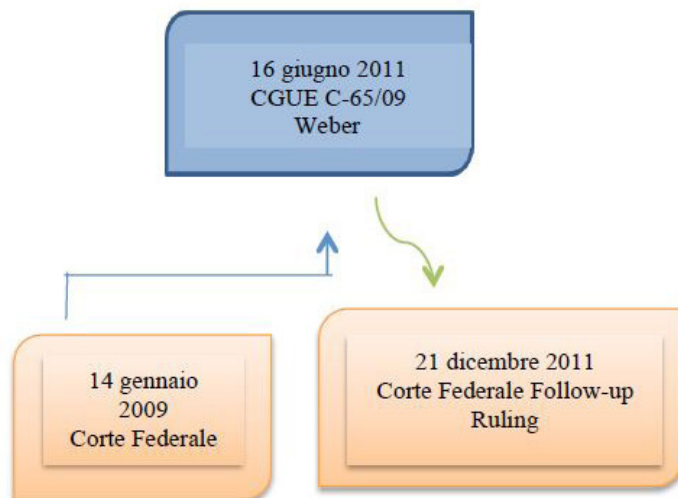 16 giugno 2011
CGUE C-65/09
Weber
14 gennaio
2009
Corte Federale
21 dicembre 2011
Corte Federale Follow-up
Ruling